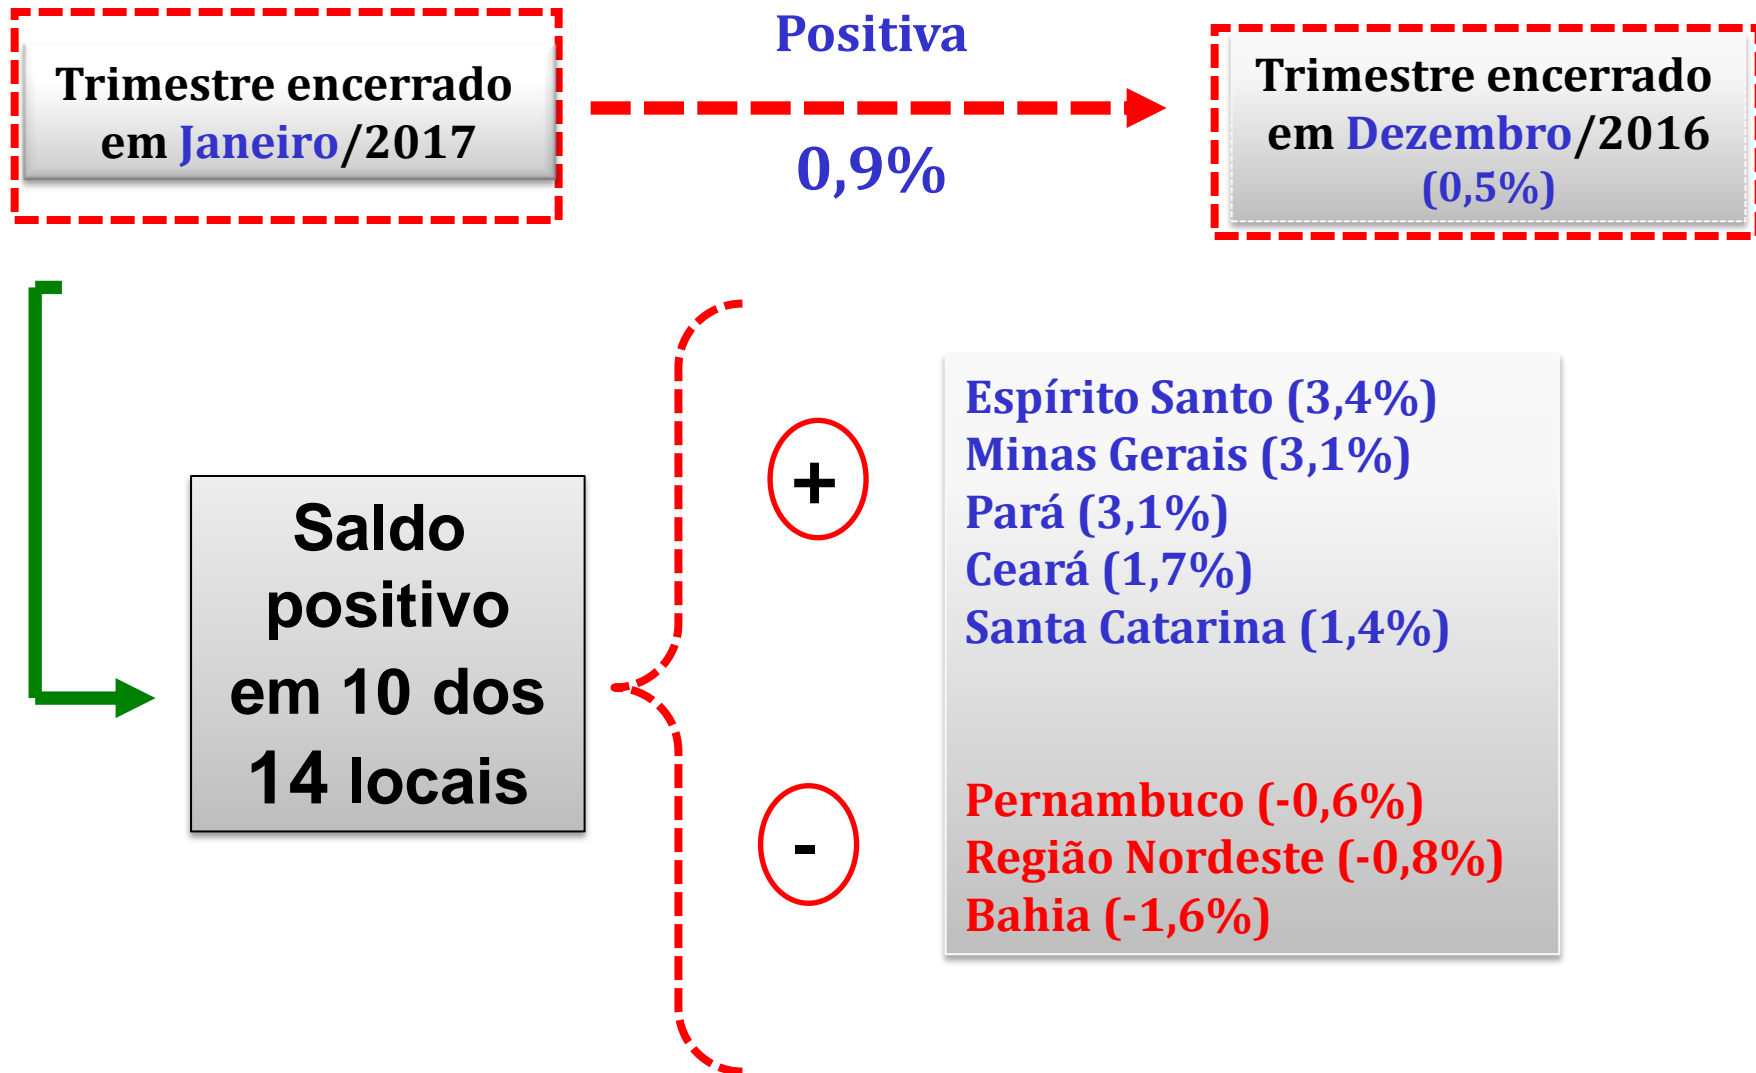 Trimestre encerrado
em Janeiro/2017
Positiva
0,9%
Trimestre encerrado
em Dezembro/2016
(0,5%)
Saldo
positivo
em 10 dos
14 locais
+
Espírito Santo (3,4%)
Minas Gerais (3,1%)
Pará (3,1%)
Ceará (1,7%)
Santa Catarina (1,4%)
-
Pernambuco (-0,6%)
Região Nordeste (-0,8%)
Bahia (-1,6%)